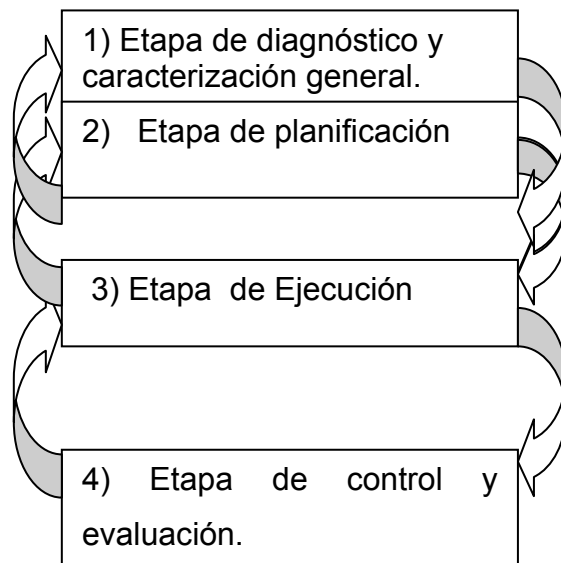 1) Etapa de diagnóstico y
caracterización general.
2) Etapa de planificación
3) Etapa de Ejecución
4) Etapa de control y
evaluación.